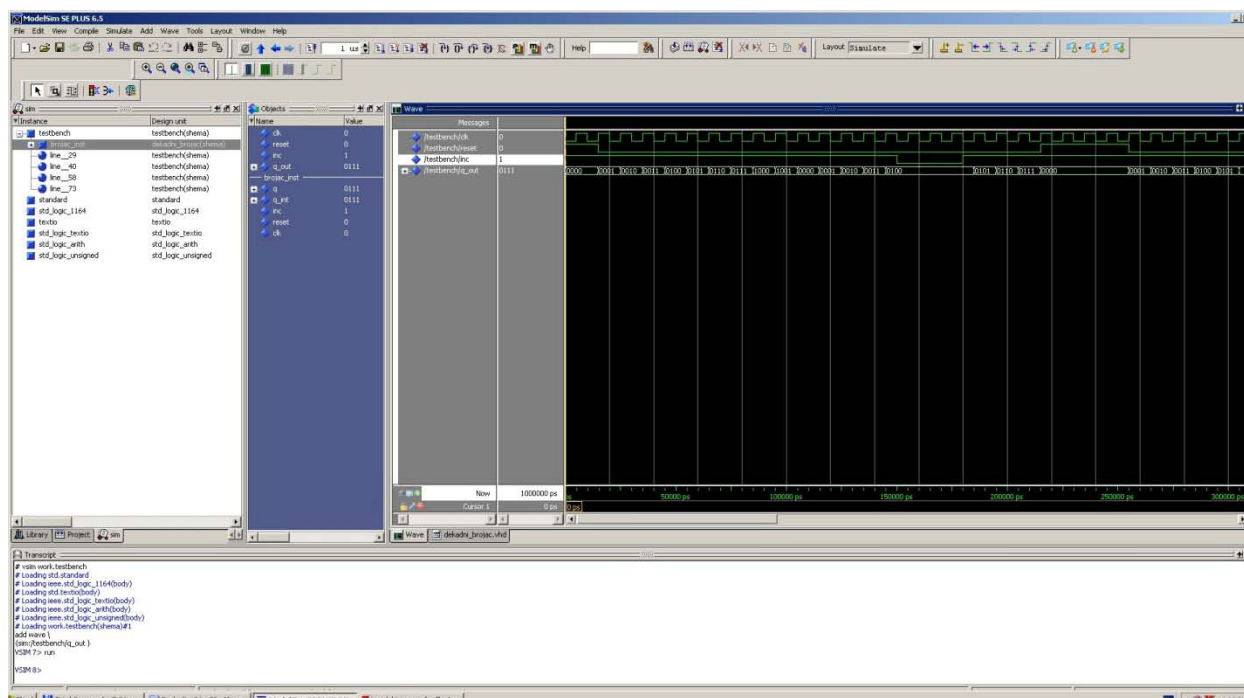 ModelSim SE PLUS 6.5
File Edit View Compile Simulate Add Wave Tools Layout Window Help
1 us
Help
Layout Simulate
sim
Instance Design unit
testbench testbench(shema)
brojac_inst dekadni_brojac(shema)
line__29 testbench(shema)
line__40 testbench(shema)
line__58 testbench(shema)
line__73 testbench(shema)
standard standard
std_logic_1164 std_logic_1164
textio textio
std_logic_textio std_logic_textio
std_logic_arith std_logic_arith
std_logic_unsigned std_logic_unsigned
Library Project sim
Objects
Name Value
clk 0
reset 0
inc 1
q_out 0111
brojac_inst
q 0111
q_int 0111
inc 1
reset 0
clk 0
Wave
Messages
/testbench/clk 0
/testbench/reset 0
/testbench/inc 1
/testbench/q_out 0111
0000 0001 0010 0011 0100 0101 0110 0111 1000 1001 0000 0001 0010 0011 0100 0101 0110 0111 0000 0001 0010 0011 0100 0101
Now 1000000 ps
50000 ps 100000 ps 150000 ps 200000 ps 250000 ps 300000 ps
Cursor 1 0 ps 0 ps
Wave dekadni_brojac.vhd
Transcript
# vsim work.testbench
# Loading std.standard
# Loading ieee.std_logic_1164(body)
# Loading std.textio(body)
# Loading ieee.std_logic_textio(body)
# Loading ieee.std_logic_arith(body)
# Loading ieee.std_logic_unsigned(body)
# Loading work.testbench(shema)#1
add wave \
{sim:/testbench/q_out }
VSIM 7> run
VSIM 8>